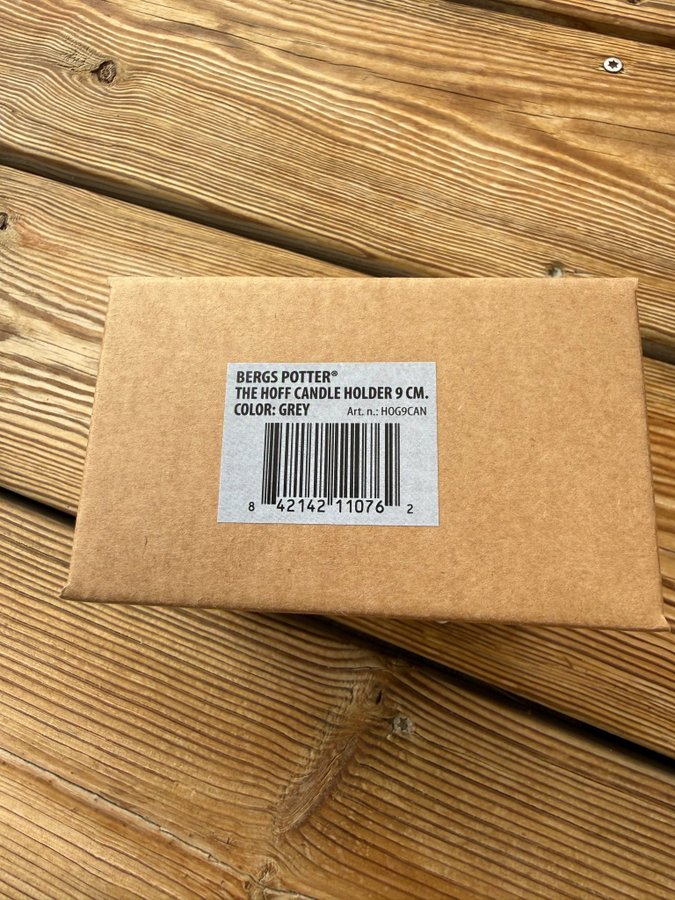 BERGS POTTER®
THE HOFF CANDLE HOLDER 9 CM.
COLOR: GREY Art. n.: HOG9CAN
8 42142 11076 2